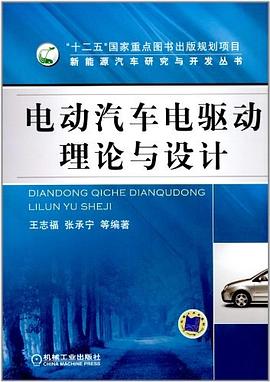 "十二五"国家重点图书出版规划项目
新能源汽车研究与开发丛书
电动汽车电驱动
理论与设计
DIANDONG QICHE DIANQUDONG
LILUN YU SHEJI
王志福 张承宁 等编著
机械工业出版社
CHINA MACHINE PRESS